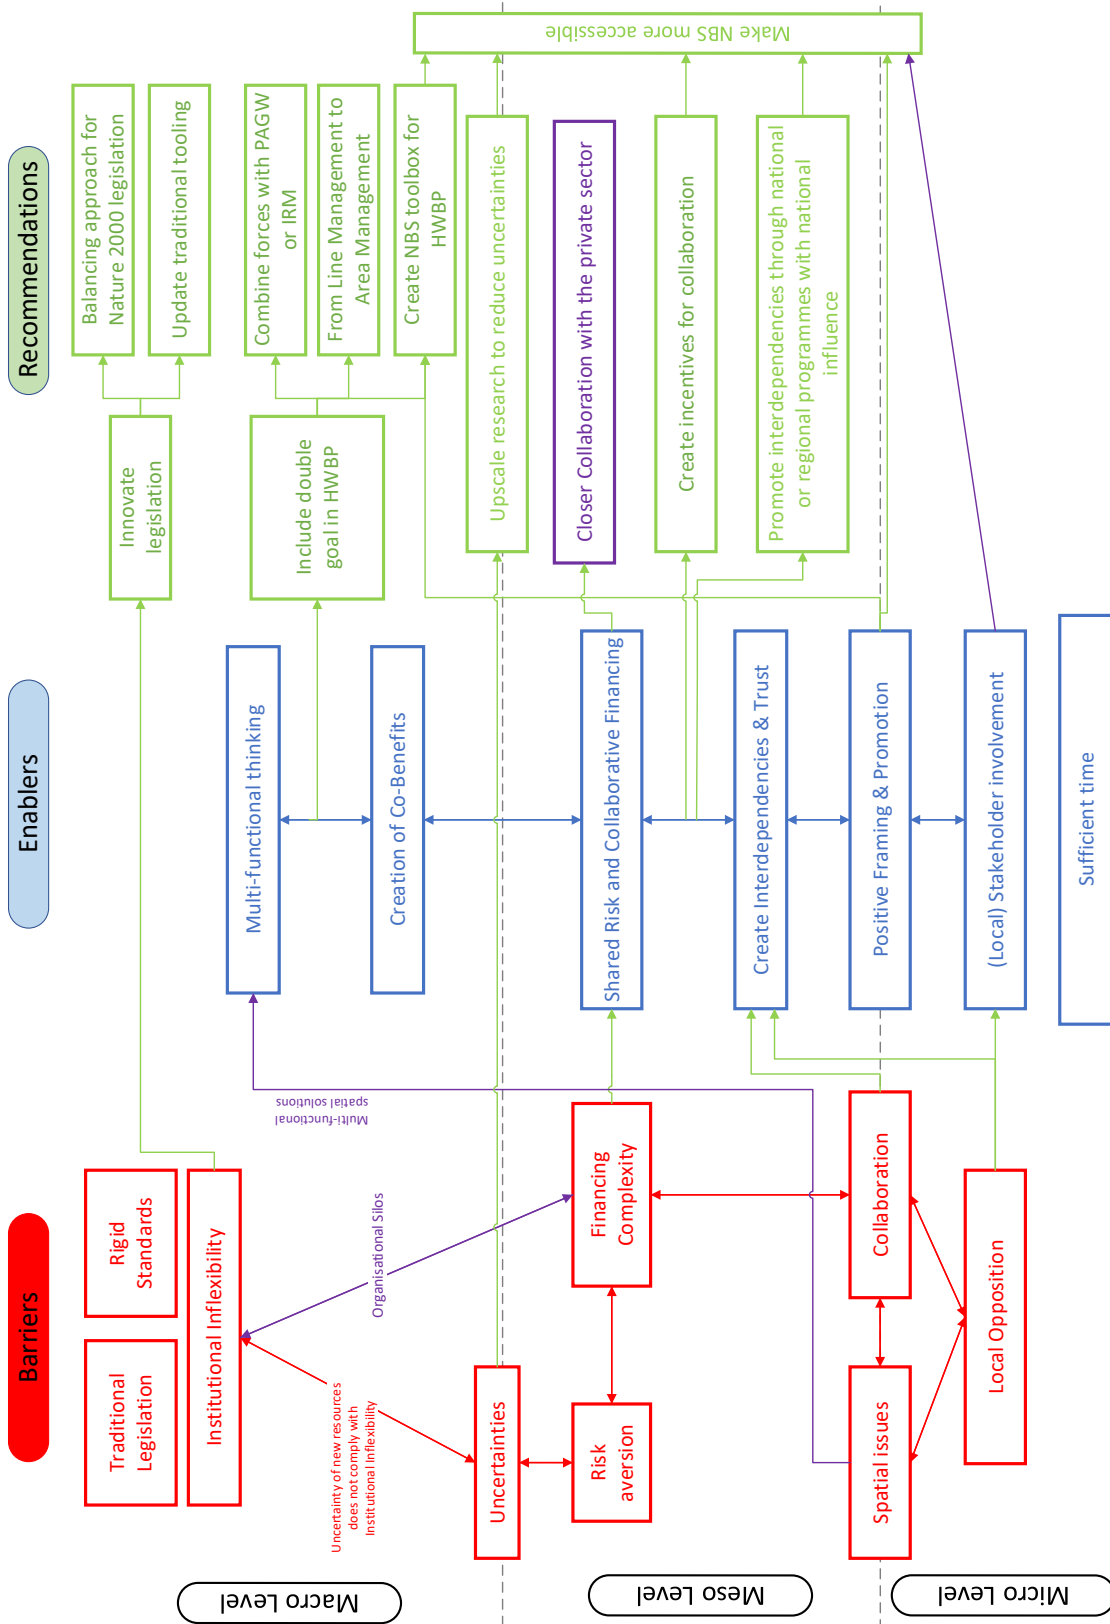 Barriers
Enablers
Recommendations
Macro Level
Meso Level
Micro Level
Traditional
Legislation
Rigid
Standards
Institutional Inflexibility
Uncertainty of new resources
does not comply with
Institutional Inflexibility
Organisational Silos
Multi-functional
spatial solutions
Uncertainties
Risk
aversion
Financing
Complexity
Spatial issues
Collaboration
Local Opposition
Multi-functional thinking
Creation of Co-Benefits
Shared Risk and Collaborative Financing
Create Interdependencies & Trust
Positive Framing & Promotion
(Local) Stakeholder involvement
Sufficient time
Innovate
legislation
Include double
goal in HWBP
Balancing approach for
Nature 2000 legislation
Update traditional tooling
Combine forces with PAGW
or IRM
From Line Management to
Area Management
Create NBS toolbox for
HWBP
Upscale research to reduce uncertainties
Closer Collaboration with the private sector
Create incentives for collaboration
Promote interdependencies through national
or regional programmes with national
influence
Make NBS more accessible